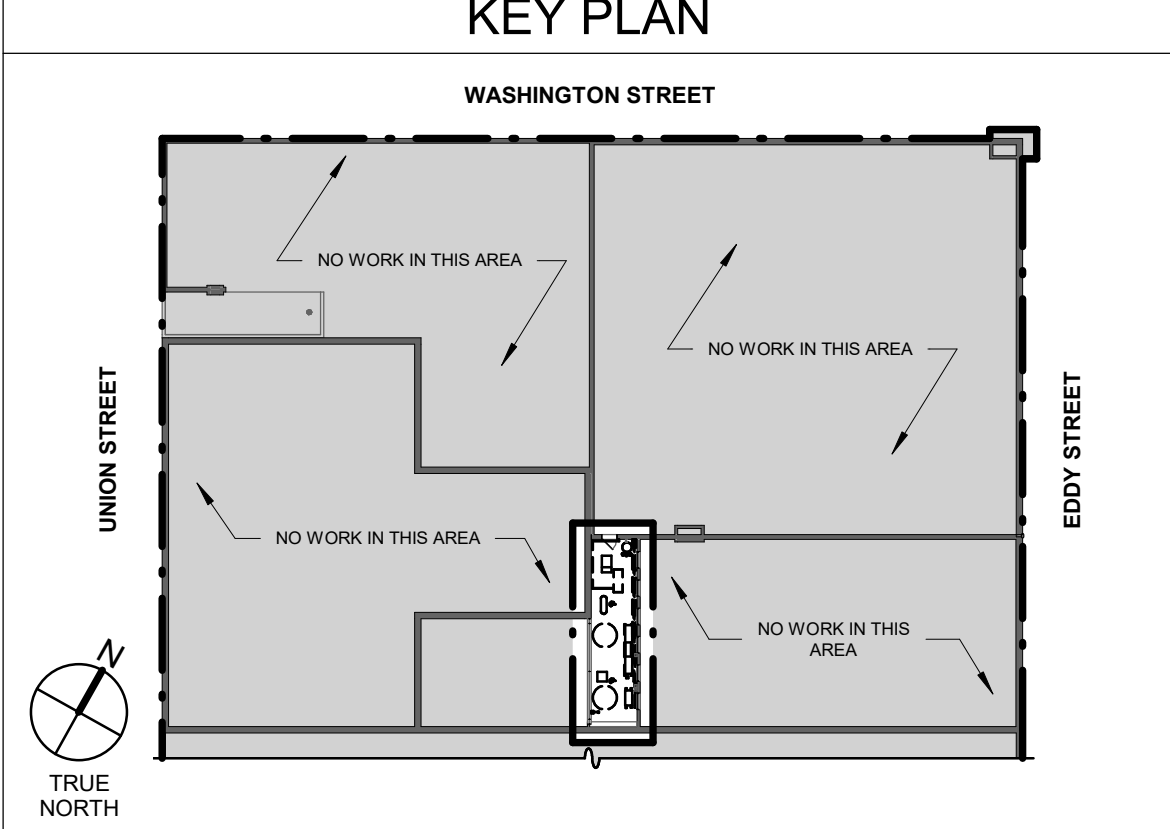 KEY PLAN
WASHINGTON STREET
NO WORK IN THIS AREA
NO WORK IN THIS AREA
UNION STREET
EDDY STREET
NO WORK IN THIS AREA
NO WORK IN THIS
AREA
N
TRUE
NORTH